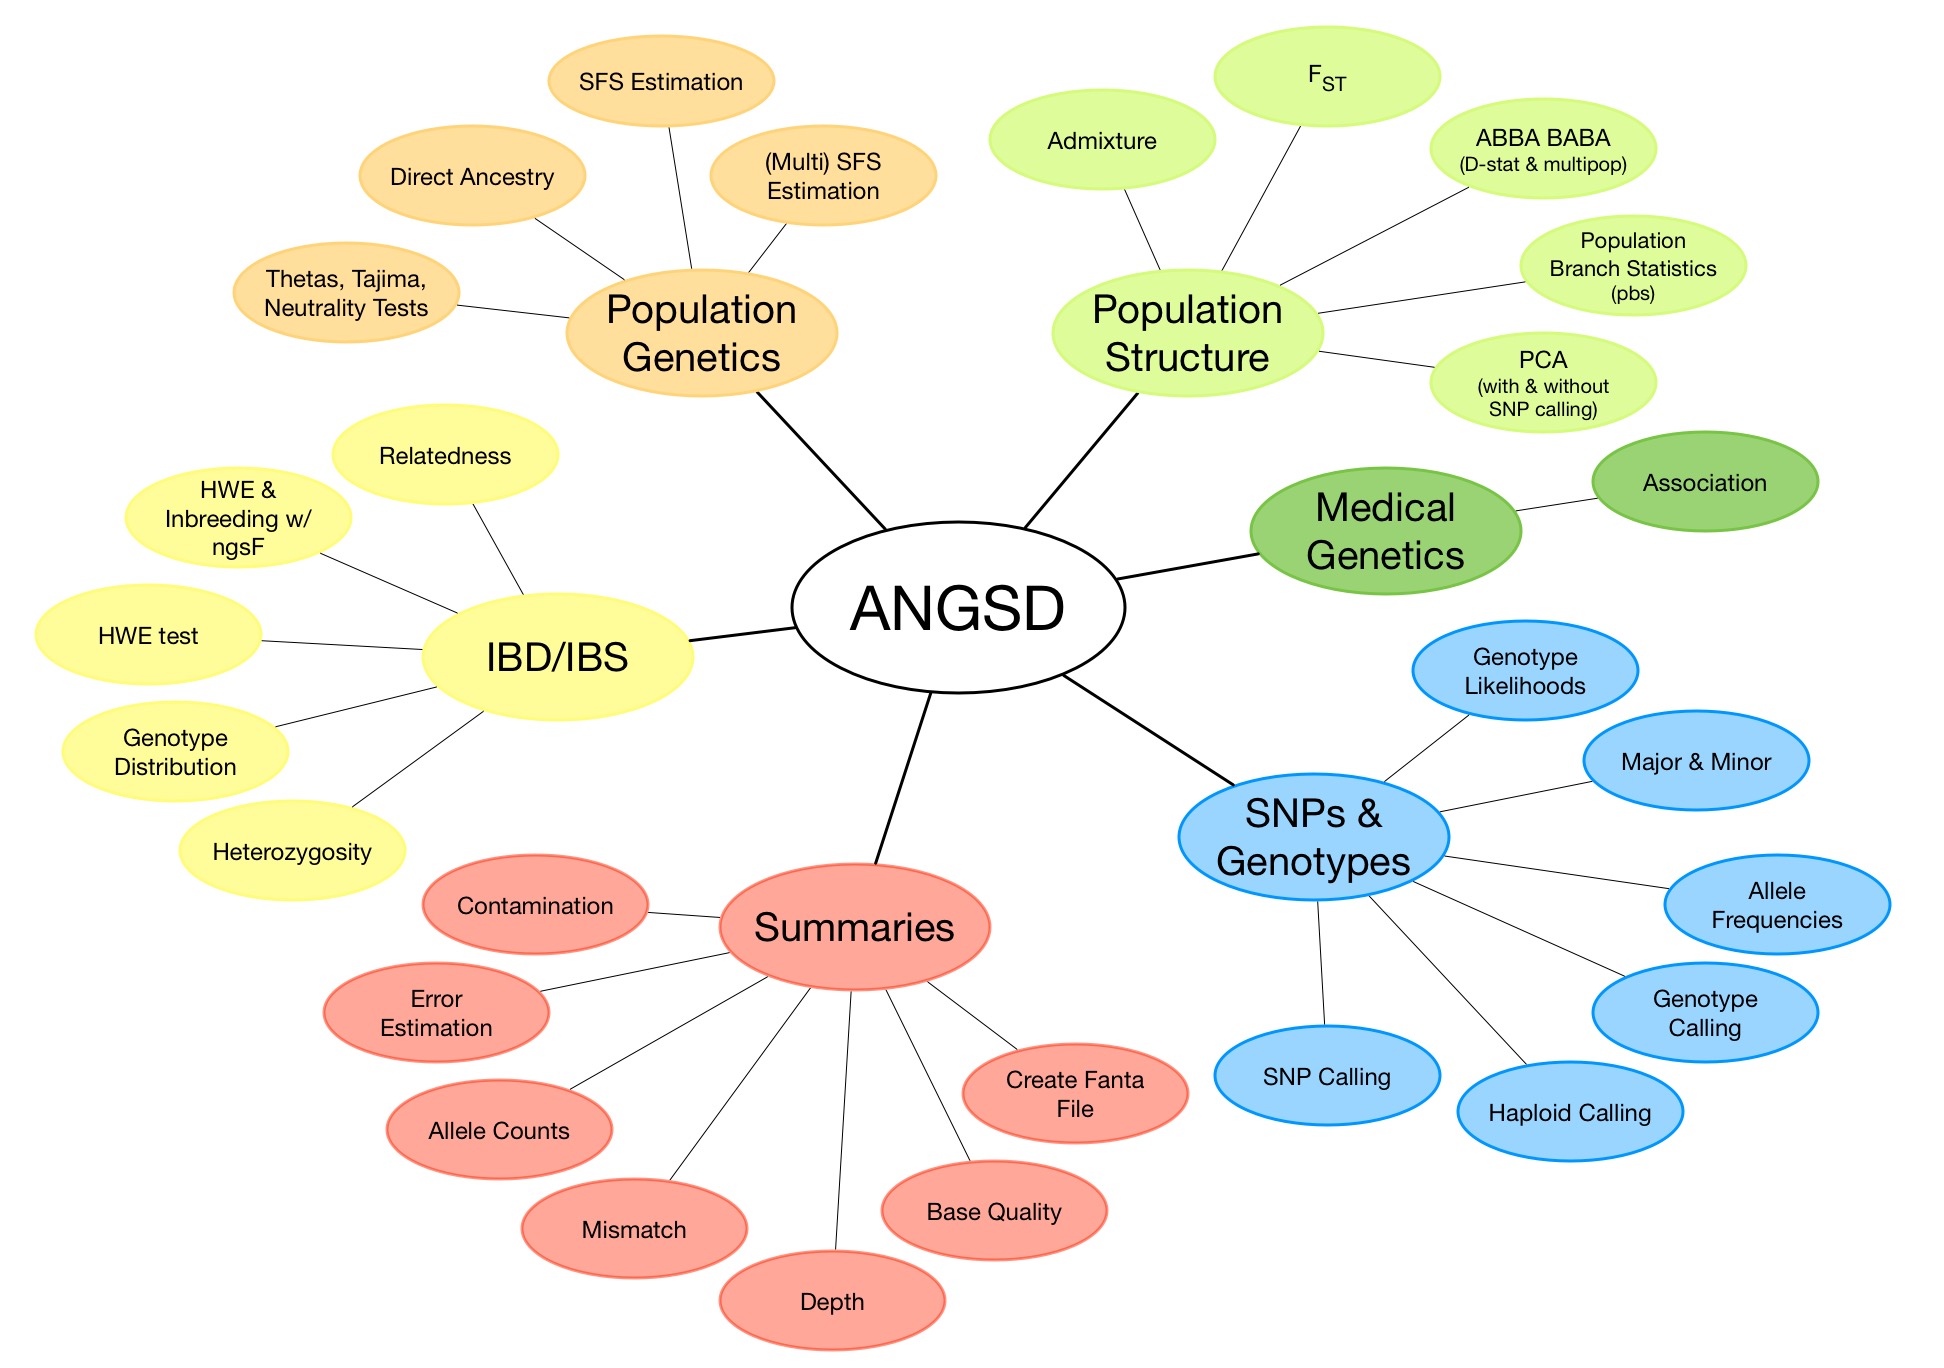 SFS Estimation
Direct Ancestry
(Multi) SFS
Estimation
Thetas, Tajima,
Neutrality Tests
Population
Genetics
Admixture
FST
ABBA BABA
(D-stat & multipop)
Population
Branch Statistics
(pbs)
PCA
(with & without
SNP calling)
Population
Structure
Association
Medical
Genetics
ANGSD
Relatedness
HWE &
Inbreeding w/
ngsF
HWE test
Genotype
Distribution
Heterozygosity
IBD/IBS
Genotype
Likelihoods
Major & Minor
Allele
Frequencies
Genotype
Calling
Haploid Calling
SNP Calling
SNPs &
Genotypes
Summaries
Contamination
Error
Estimation
Allele Counts
Mismatch
Depth
Base Quality
Create Fanta
File